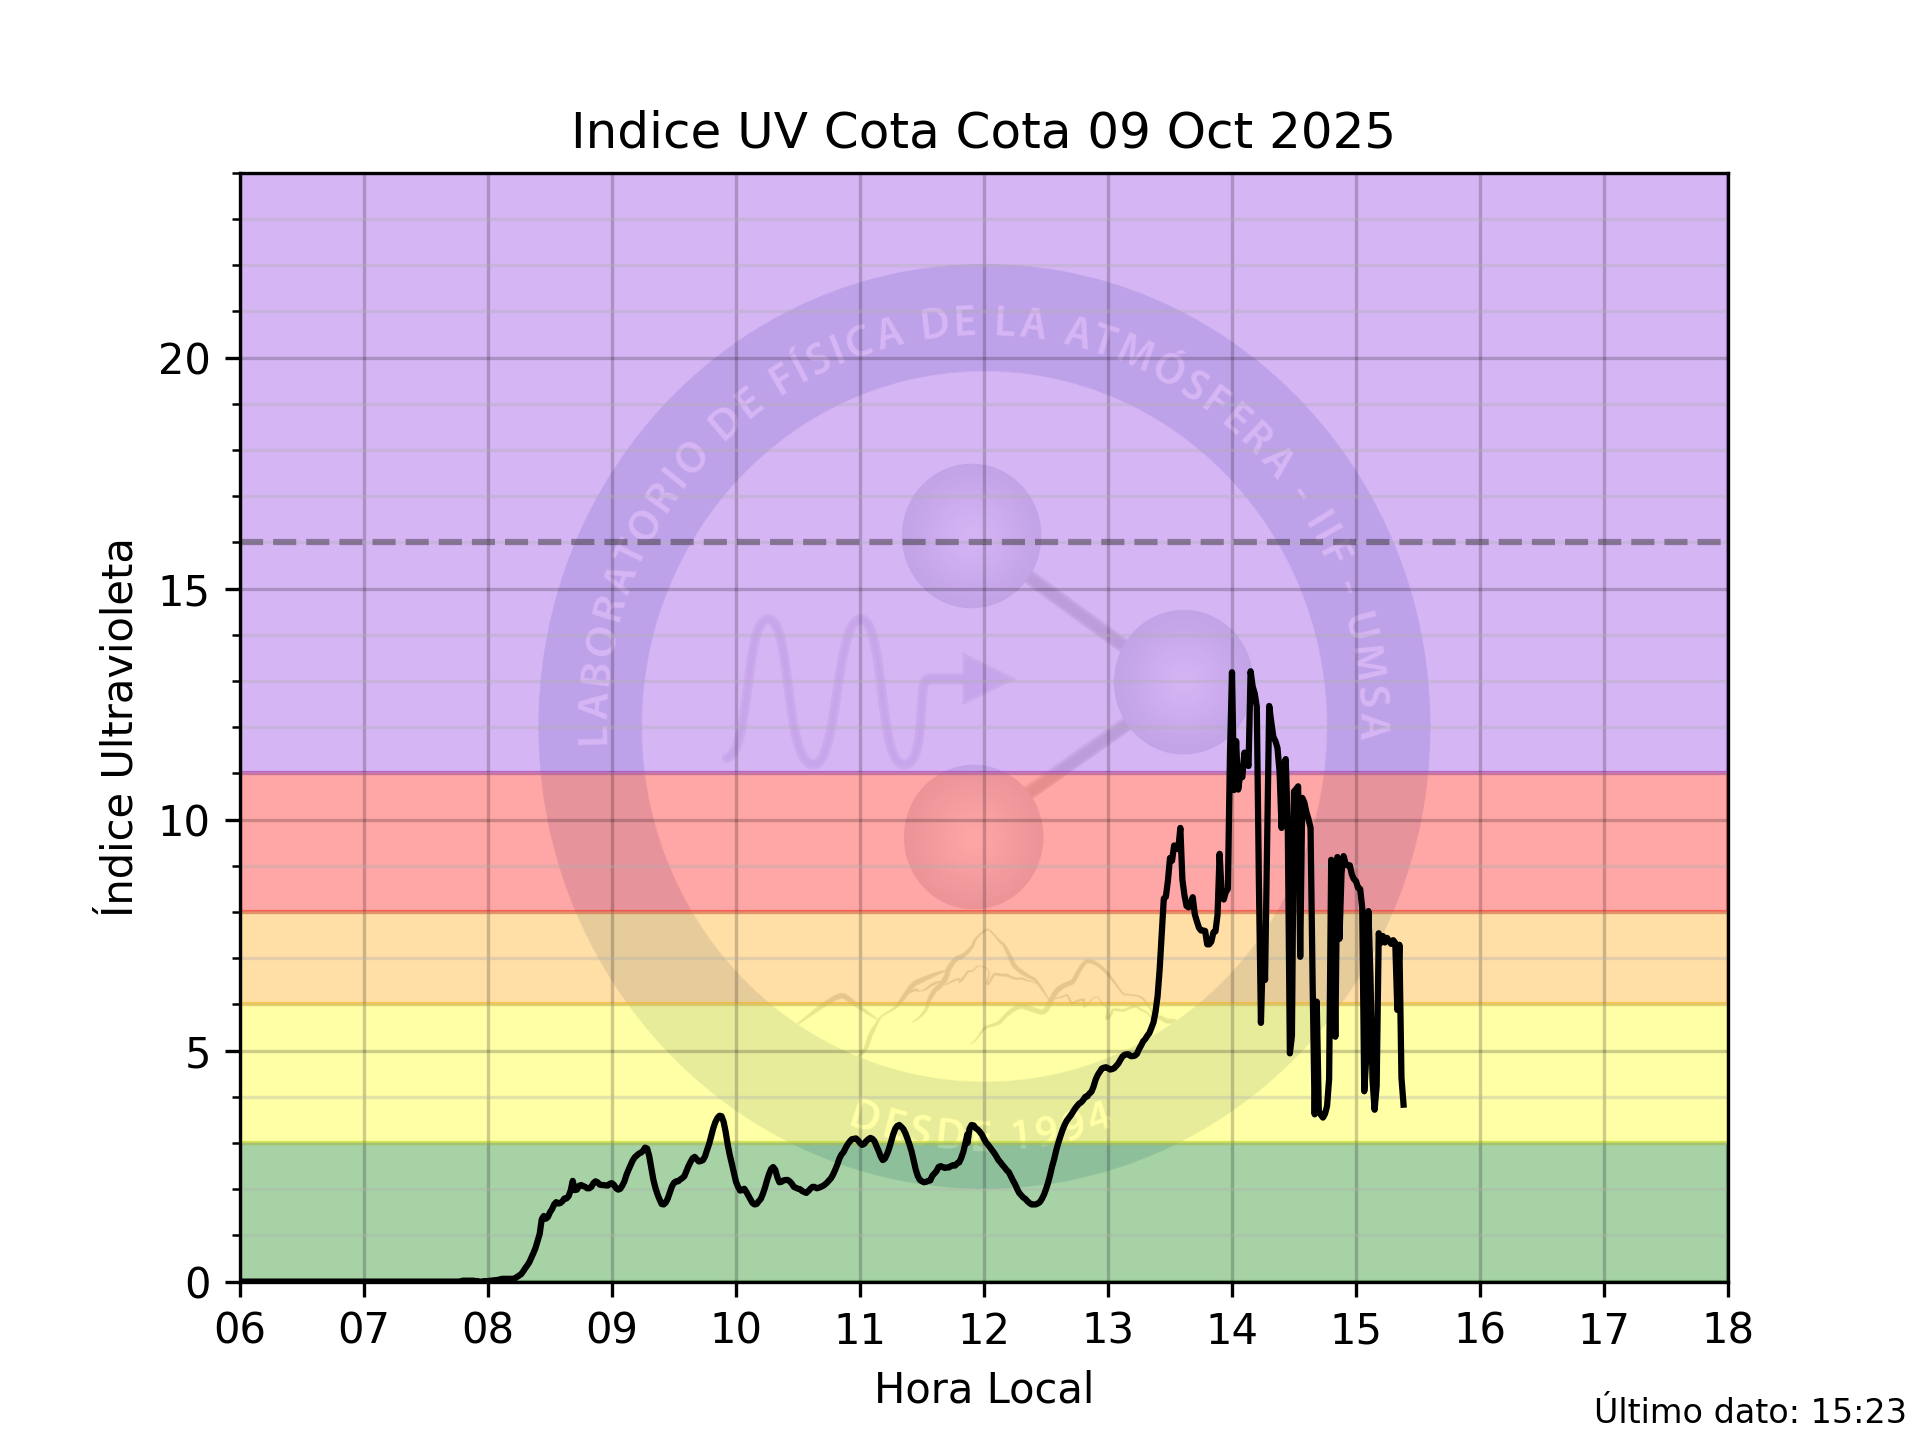 Indice UV Cota Cota 09 Oct 2025
Índice Ultravioleta
20
15
10
5
0
LABORATORIO DE FÍSICA DE LA ATMÓSFERA - IIF - UMSA
DESDE 1994
06 07 08 09 10 11 12 13 14 15 16 17 18
Hora Local
Último dato: 15:23